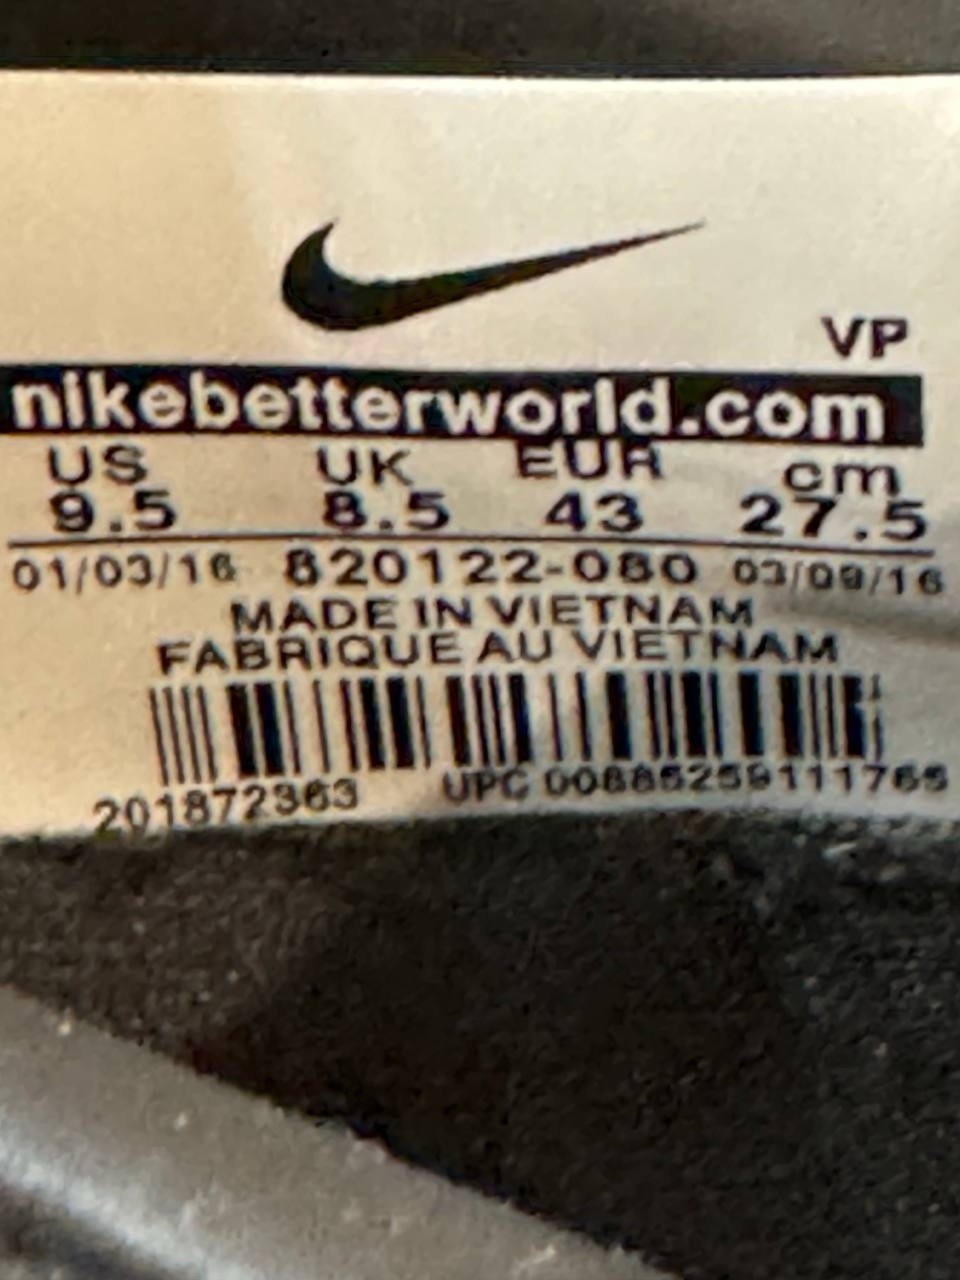 VP
nikebetterworld.com
US UK EUR cm
9.5 8.5 43 27.5
01/03/16 820122-080 03/09/16
MADE IN VIETNAM
FABRIQUE AU VIETNAM
201872363 UPC